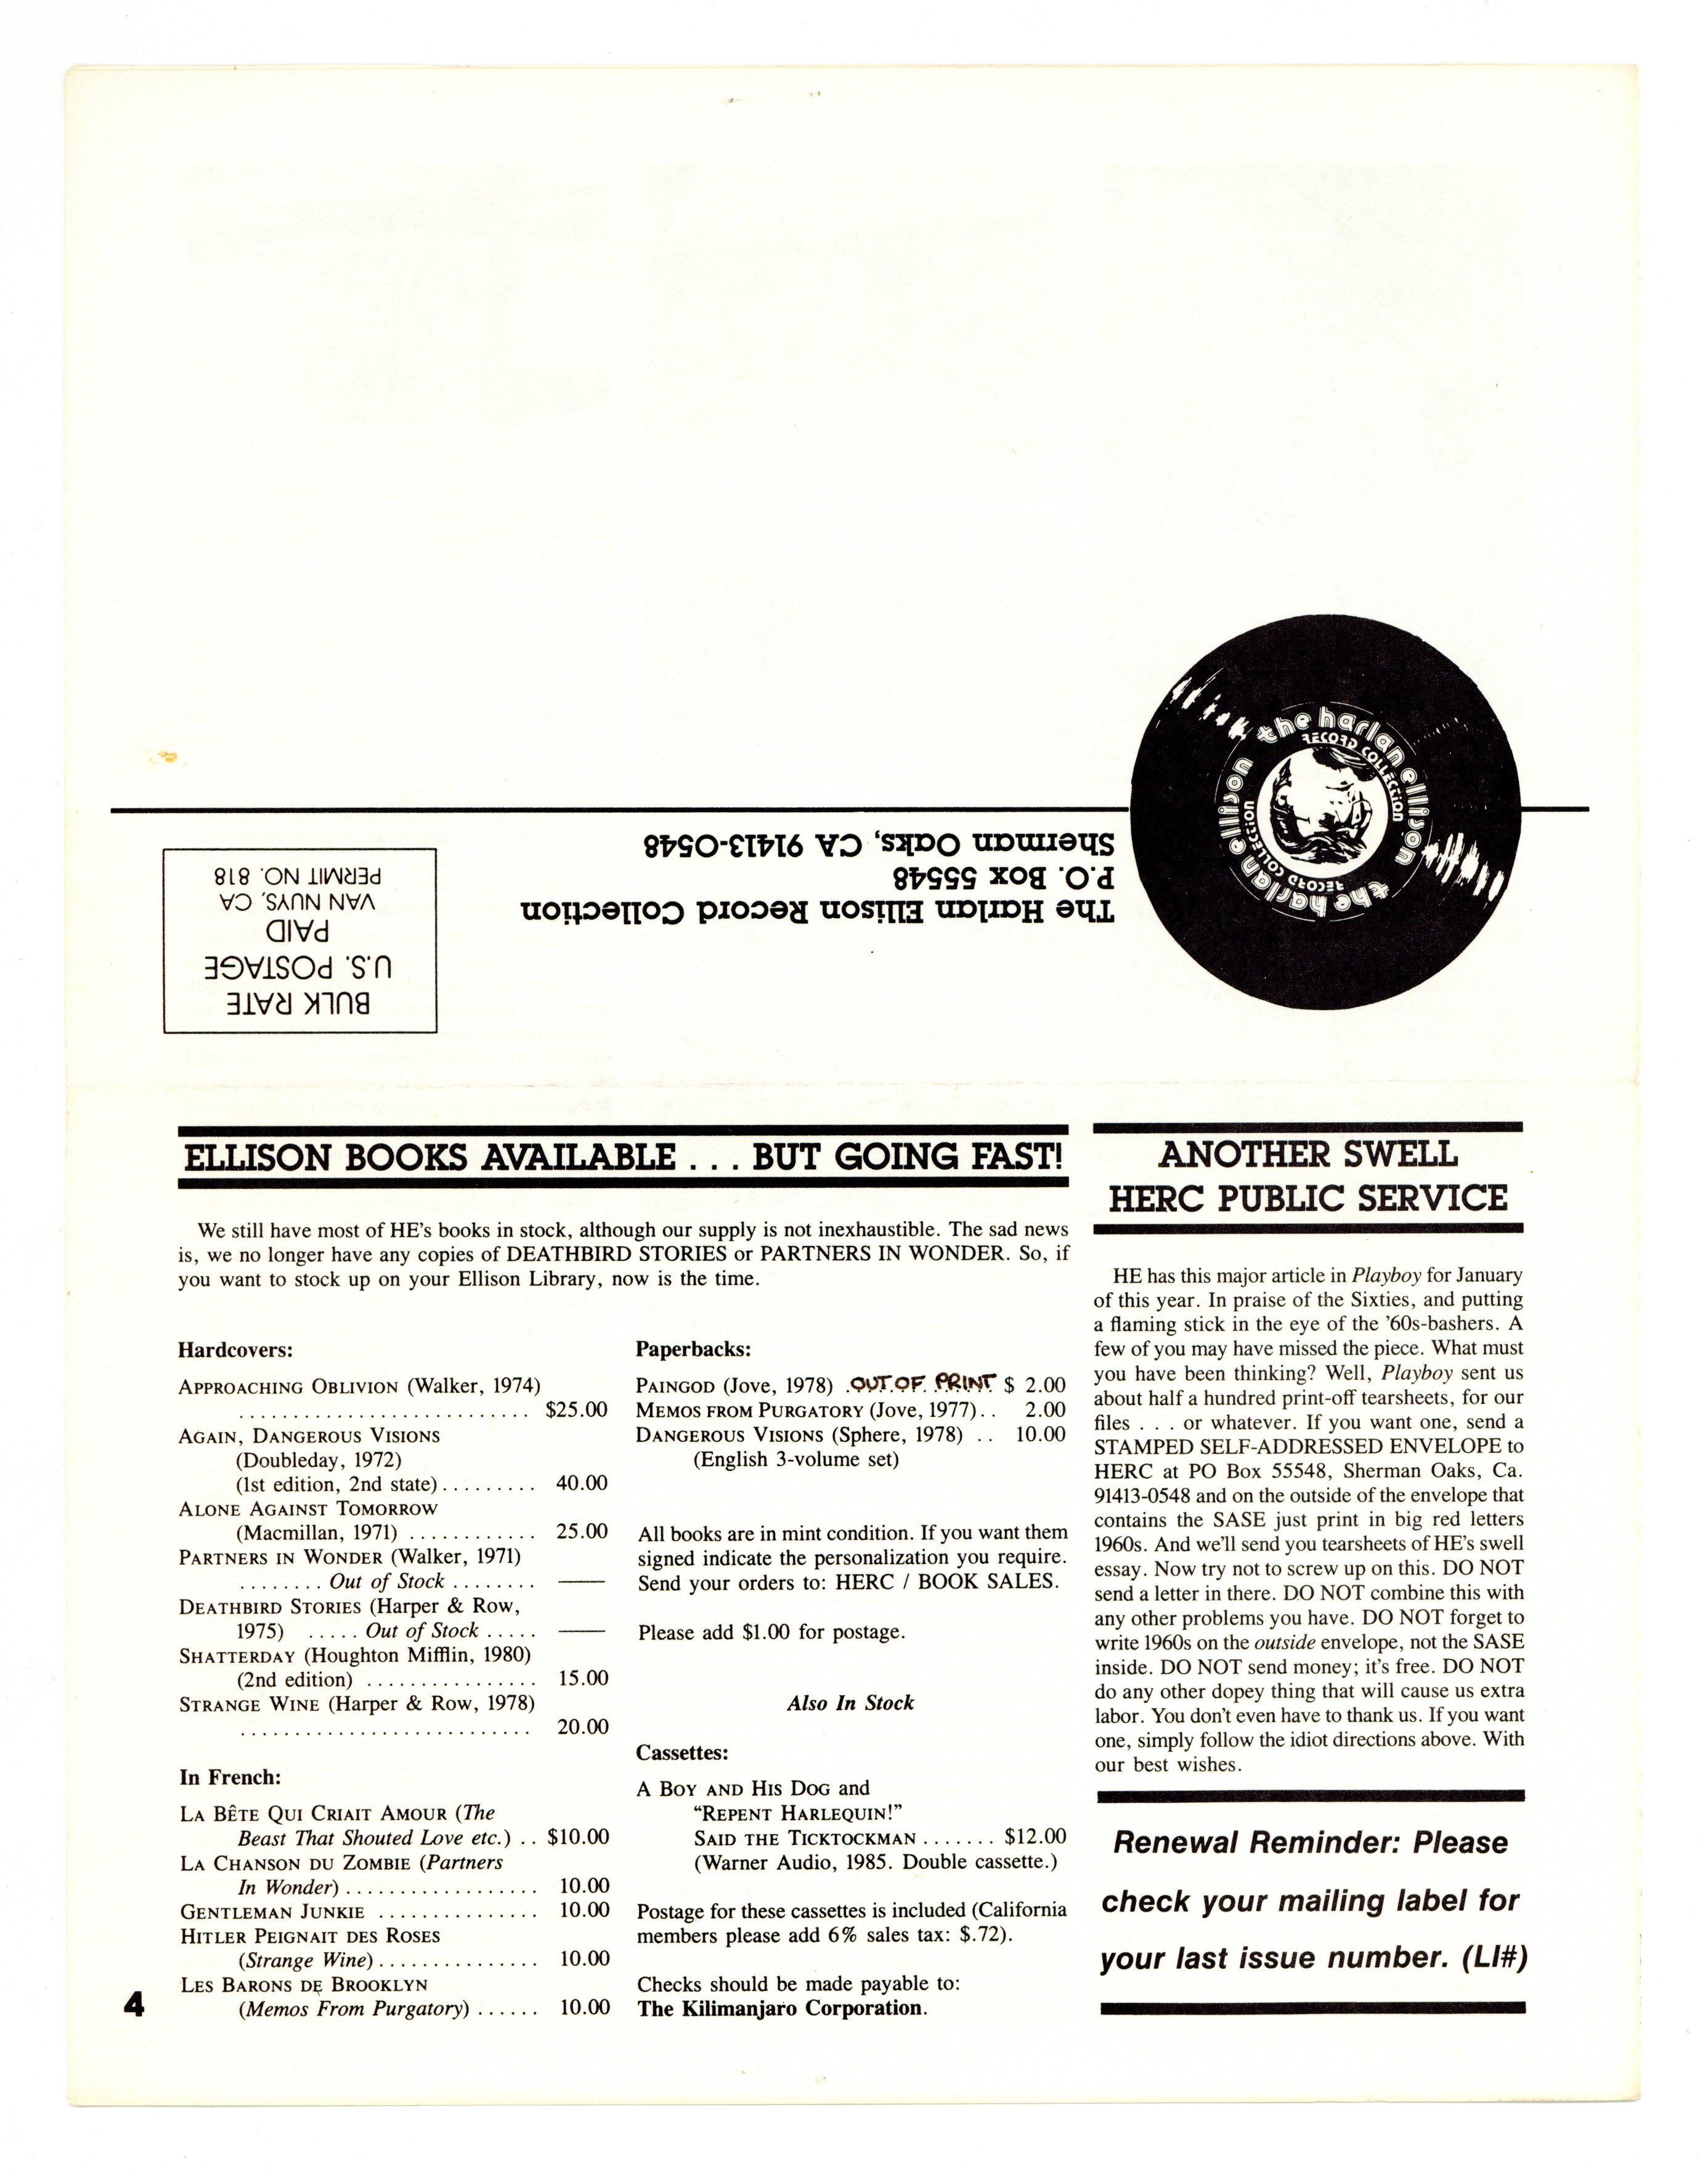 the harlan ellison
RECORD COLLECTION
the harlan ellison
RECORD COLLECTION
The Harlan Ellison Record Collection
P.O. Box 55548
Sherman Oaks, CA 91413-0548
BULK RATE
U.S. POSTAGE
PAID
VAN NUYS, CA
PERMIT NO. 818
ELLISON BOOKS AVAILABLE . . . BUT GOING FAST!
We still have most of HE's books in stock, although our supply is not inexhaustible. The sad news
is, we no longer have any copies of DEATHBIRD STORIES or PARTNERS IN WONDER. So, if
you want to stock up on your Ellison Library, now is the time.
Hardcovers:
APPROACHING OBLIVION (Walker, 1974)
. . . . . . . . . . . . . . . . . . . . . . . . . . . $25.00
AGAIN, DANGEROUS VISIONS
(Doubleday, 1972)
(1st edition, 2nd state) . . . . . . . . . 40.00
ALONE AGAINST TOMORROW
(Macmillan, 1971) . . . . . . . . . . . . 25.00
PARTNERS IN WONDER (Walker, 1971)
. . . . . . . . Out of Stock . . . . . . . . ——
DEATHBIRD STORIES (Harper & Row,
1975) . . . . . Out of Stock . . . . . ——
SHATTERDAY (Houghton Mifflin, 1980)
(2nd edition) . . . . . . . . . . . . . . . . 15.00
STRANGE WINE (Harper & Row, 1978)
. . . . . . . . . . . . . . . . . . . . . . . . . . . 20.00
In French:
LA BÊTE QUI CRIAIT AMOUR (The
Beast That Shouted Love etc.) . . $10.00
LA CHANSON DU ZOMBIE (Partners
In Wonder) . . . . . . . . . . . . . . . . . . 10.00
GENTLEMAN JUNKIE . . . . . . . . . . . . . . . 10.00
HITLER PEIGNAIT DES ROSES
(Strange Wine) . . . . . . . . . . . . . . . 10.00
LES BARONS DE BROOKLYN
(Memos From Purgatory) . . . . . . 10.00
4
Paperbacks:
PAINGOD (Jove, 1978) . OUT OF PRINT $ 2.00
MEMOS FROM PURGATORY (Jove, 1977) . . 2.00
DANGEROUS VISIONS (Sphere, 1978) . . 10.00
(English 3-volume set)
All books are in mint condition. If you want them
signed indicate the personalization you require.
Send your orders to: HERC / BOOK SALES.
Please add $1.00 for postage.
Also In Stock
Cassettes:
A BOY AND HIS DOG and
"REPENT HARLEQUIN!"
SAID THE TICKTOCKMAN . . . . . . . $12.00
(Warner Audio, 1985. Double cassette.)
Postage for these cassettes is included (California
members please add 6% sales tax: $.72).
Checks should be made payable to:
The Kilimanjaro Corporation.
ANOTHER SWELL
HERC PUBLIC SERVICE
HE has this major article in Playboy for January
of this year. In praise of the Sixties, and putting
a flaming stick in the eye of the '60s-bashers. A
few of you may have missed the piece. What must
you have been thinking? Well, Playboy sent us
about half a hundred print-off tearsheets, for our
files . . . or whatever. If you want one, send a
STAMPED SELF-ADDRESSED ENVELOPE to
HERC at PO Box 55548, Sherman Oaks, Ca.
91413-0548 and on the outside of the envelope that
contains the SASE just print in big red letters
1960s. And we'll send you tearsheets of HE's swell
essay. Now try not to screw up on this. DO NOT
send a letter in there. DO NOT combine this with
any other problems you have. DO NOT forget to
write 1960s on the outside envelope, not the SASE
inside. DO NOT send money; it's free. DO NOT
do any other dopey thing that will cause us extra
labor. You don't even have to thank us. If you want
one, simply follow the idiot directions above. With
our best wishes.
Renewal Reminder: Please
check your mailing label for
your last issue number. (LI#)